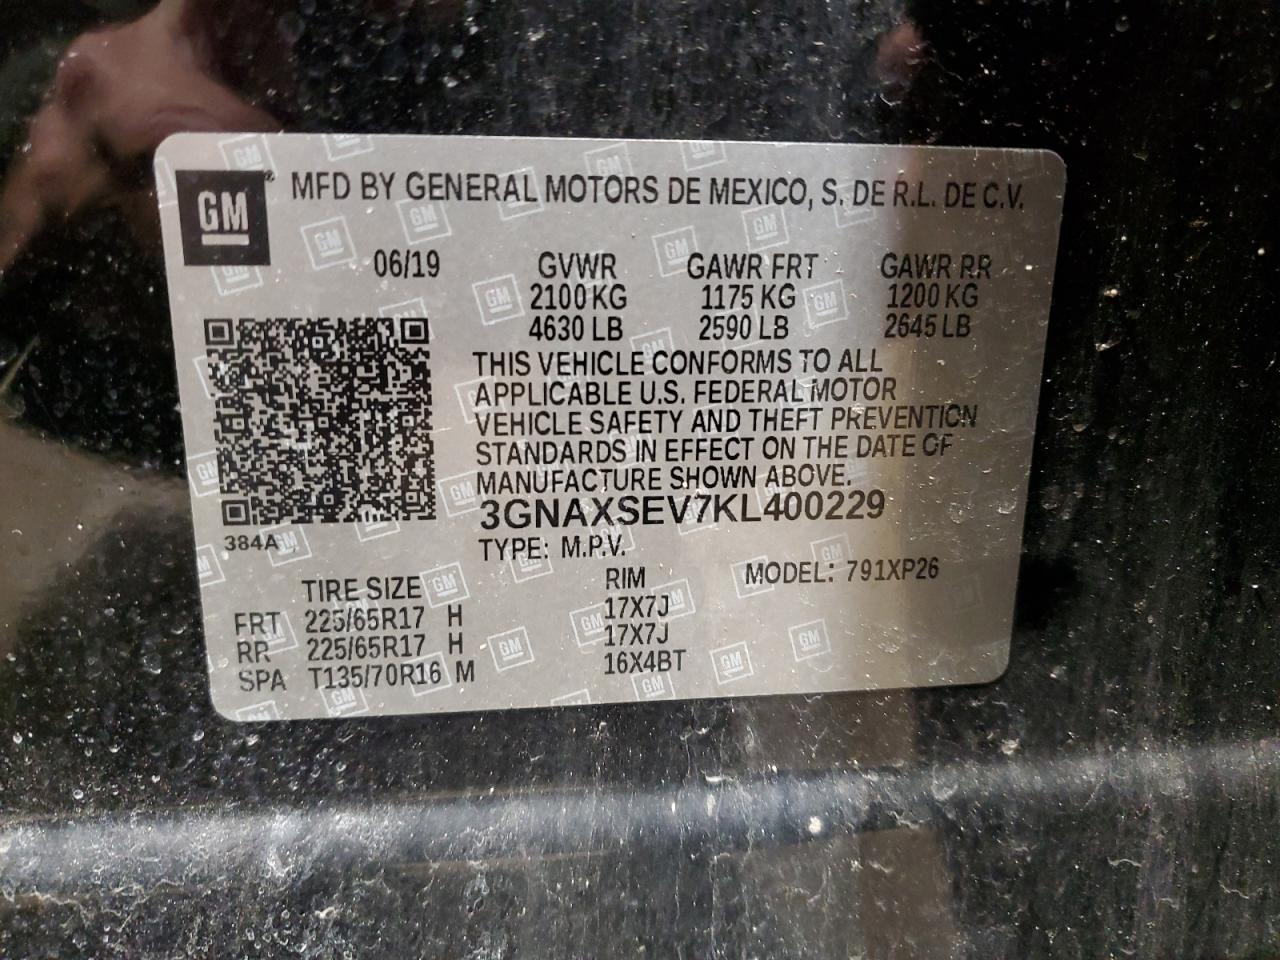 GM® MFD BY GENERAL MOTORS DE MEXICO, S. DE R.L. DE C.V.
06/19 GVWR GAWR FRT GAWR RR
2100 KG 1175 KG 1200 KG
4630 LB 2590 LB 2645 LB
THIS VEHICLE CONFORMS TO ALL
APPLICABLE U.S. FEDERAL MOTOR
VEHICLE SAFETY AND THEFT PREVENTION
STANDARDS IN EFFECT ON THE DATE OF
MANUFACTURE SHOWN ABOVE.
3GNAXSEV7KL400229
384A
TYPE: M.P.V.
MODEL: 791XP26
TIRE SIZE RIM
FRT 225/65R17 H 17X7J
RR 225/65R17 H 17X7J
SPA T135/70R16 M 16X4BT